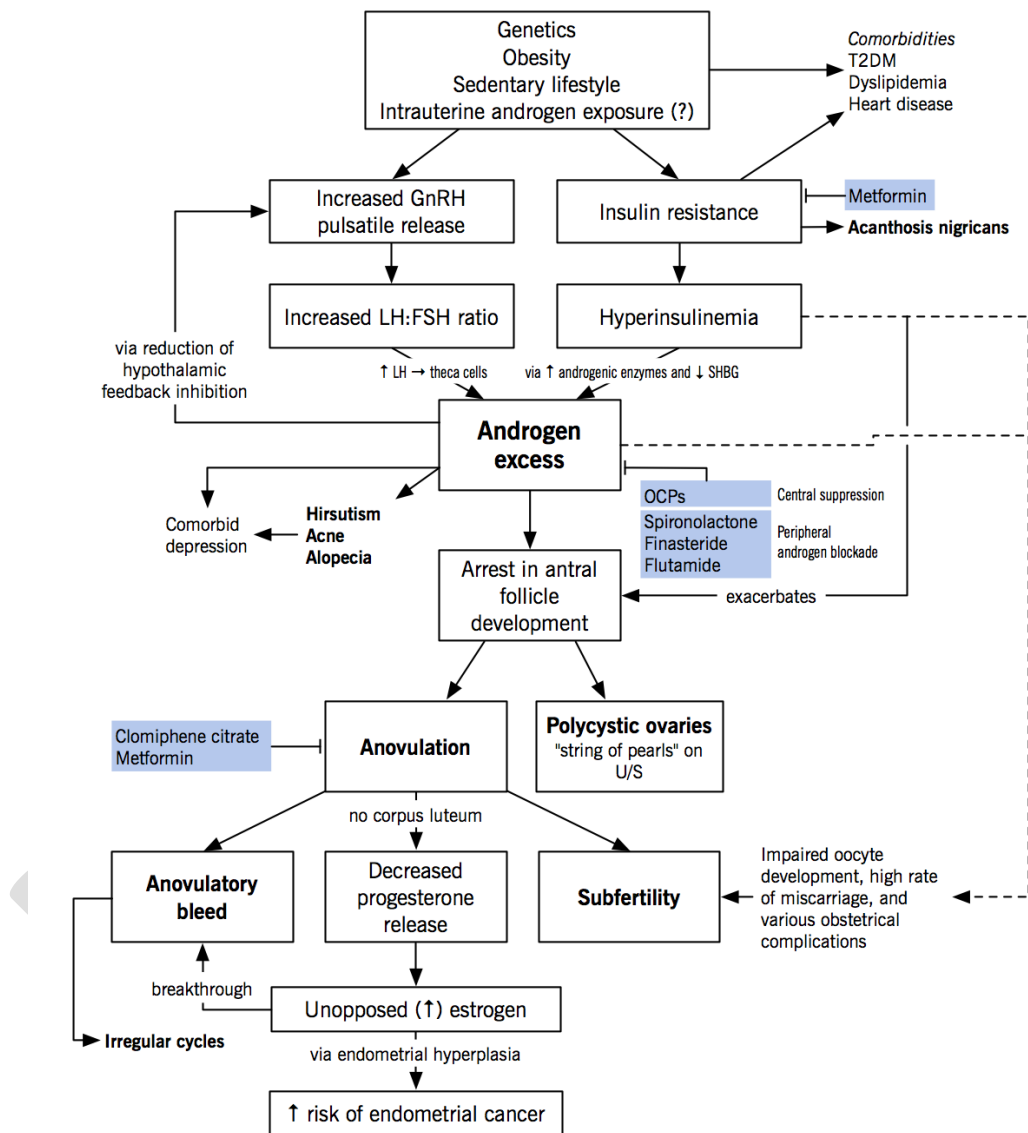 Genetics
Obesity
Sedentary lifestyle
Intrauterine androgen exposure (?)
Comorbidities
T2DM
Dyslipidemia
Heart disease
Increased GnRH
pulsatile release
Insulin resistance
Metformin
Acanthosis nigricans
Increased LH:FSH ratio
Hyperinsulinemia
via reduction of
hypothalamic
feedback inhibition
↑ LH → theca cells
via ↑ androgenic enzymes and ↓ SHBG
Androgen
excess
OCPs
Central suppression
Spironolactone
Finasteride
Flutamide
Peripheral
androgen blockade
Comorbid
depression
Hirsutism
Acne
Alopecia
Arrest in antral
follicle
development
exacerbates
Clomiphene citrate
Metformin
Anovulation
Polycystic ovaries
"string of pearls" on
U/S
no corpus luteum
Anovulatory
bleed
Decreased
progesterone
release
Subfertility
Impaired oocyte
development, high rate
of miscarriage, and
various obstetrical
complications
breakthrough
Unopposed (↑) estrogen
Irregular cycles
via endometrial hyperplasia
↑ risk of endometrial cancer